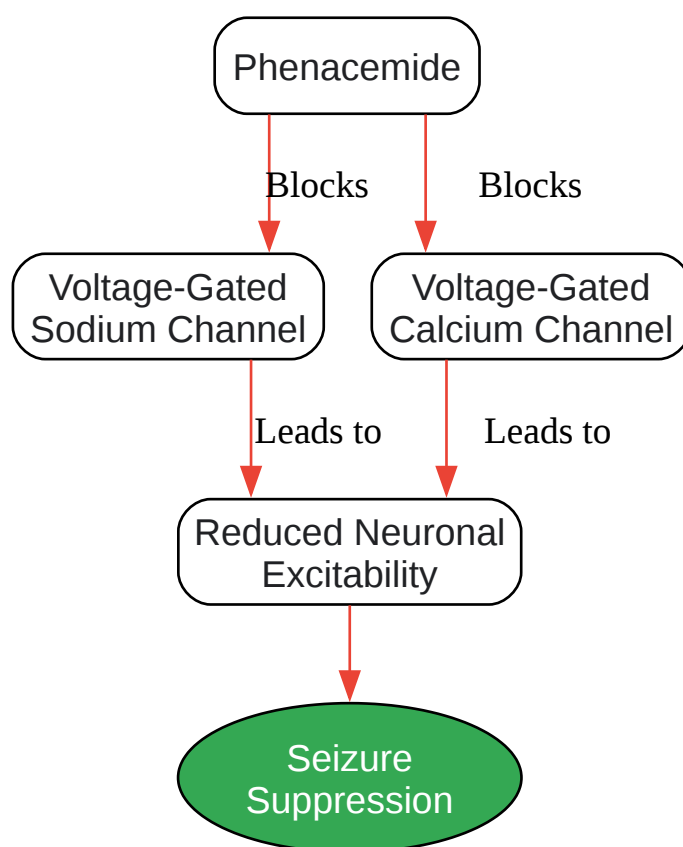 Phenacemide
Blocks
Blocks
Voltage-Gated
Sodium Channel
Voltage-Gated
Calcium Channel
Leads to
Leads to
Reduced Neuronal
Excitability
Seizure
Suppression